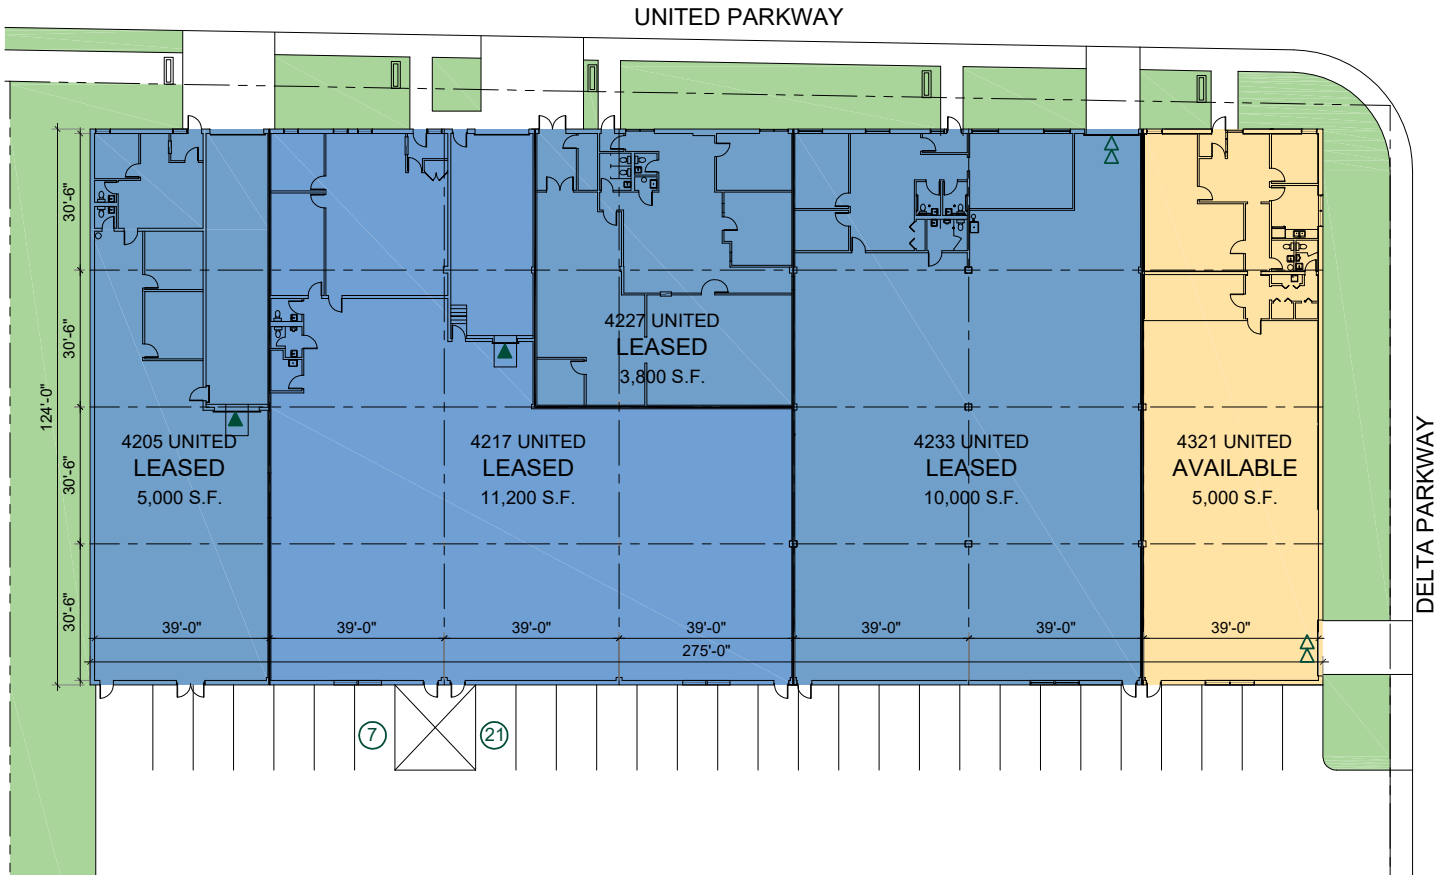 UNITED PARKWAY
30'-6"
30'-6"
124'-0"
30'-6"
30'-6"
4227 UNITED
LEASED
3,800 S.F.
4205 UNITED
LEASED
5,000 S.F.
4217 UNITED
LEASED
11,200 S.F.
4233 UNITED
LEASED
10,000 S.F.
4321 UNITED
AVAILABLE
5,000 S.F.
DELTA PARKWAY
39'-0"
39'-0"
39'-0"
39'-0"
39'-0"
39'-0"
39'-0"
275'-0"
7
21